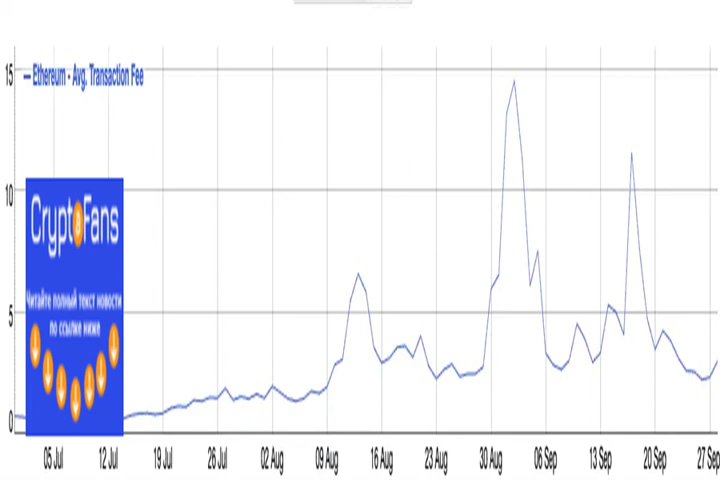 15
— Ethereum - Avg. Transaction Fee
10
CryptoFans
Читайте полный текст новости
по ссылке ниже
5
0
05 Jul 12 Jul 19 Jul 26 Jul 02 Aug 09 Aug 16 Aug 23 Aug 30 Aug 06 Sep 13 Sep 20 Sep 27 Sep